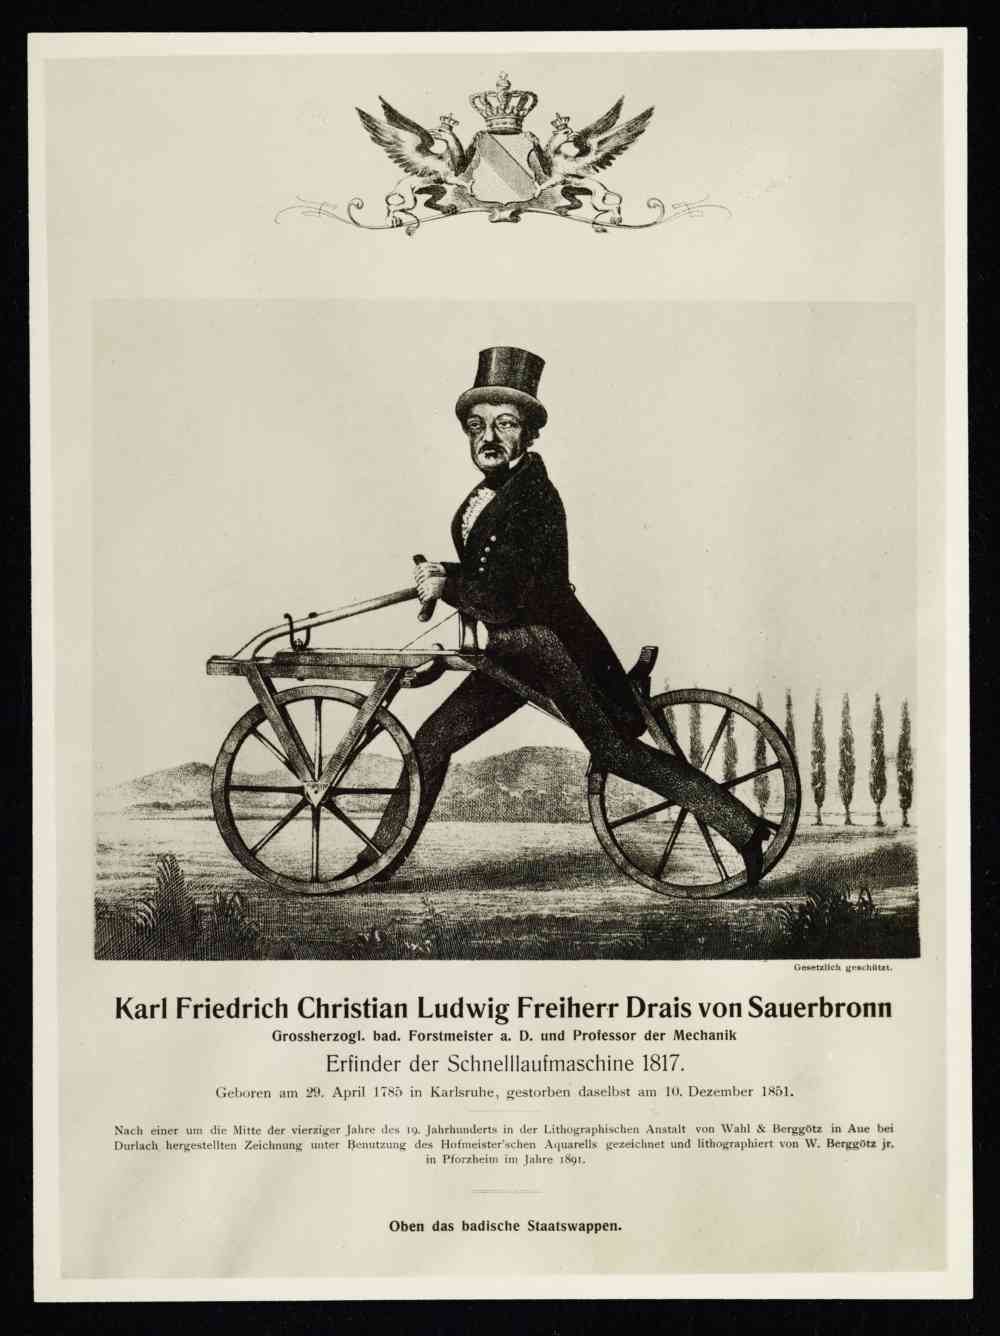 Gesetzlich geschützt.
Karl Friedrich Christian Ludwig Freiherr Drais von Sauerbronn
Grossherzogl. bad. Forstmeister a. D. und Professor der Mechanik
Erfinder der Schnelllaufmaschine 1817.
Geboren am 29. April 1785 in Karlsruhe, gestorben daselbst am 10. Dezember 1851.
Nach einer um die Mitte der vierziger Jahre des 19. Jahrhunderts in der Lithographischen Anstalt von Wahl & Berggötz in Aue bei
Durlach hergestellten Zeichnung unter Benutzung des Hofmeister'schen Aquarells gezeichnet und lithographiert von W. Berggötz jr.
in Pforzheim im Jahre 1891.
Oben das badische Staatswappen.